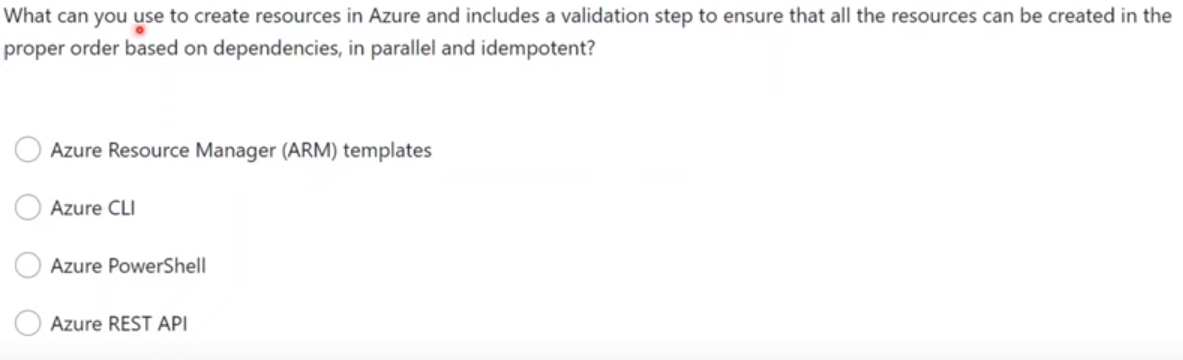 What can you use to create resources in Azure and includes a validation step to ensure that all the resources can be created in the
proper order based on dependencies, in parallel and idempotent?
Azure Resource Manager (ARM) templates
Azure CLI
Azure PowerShell
Azure REST API